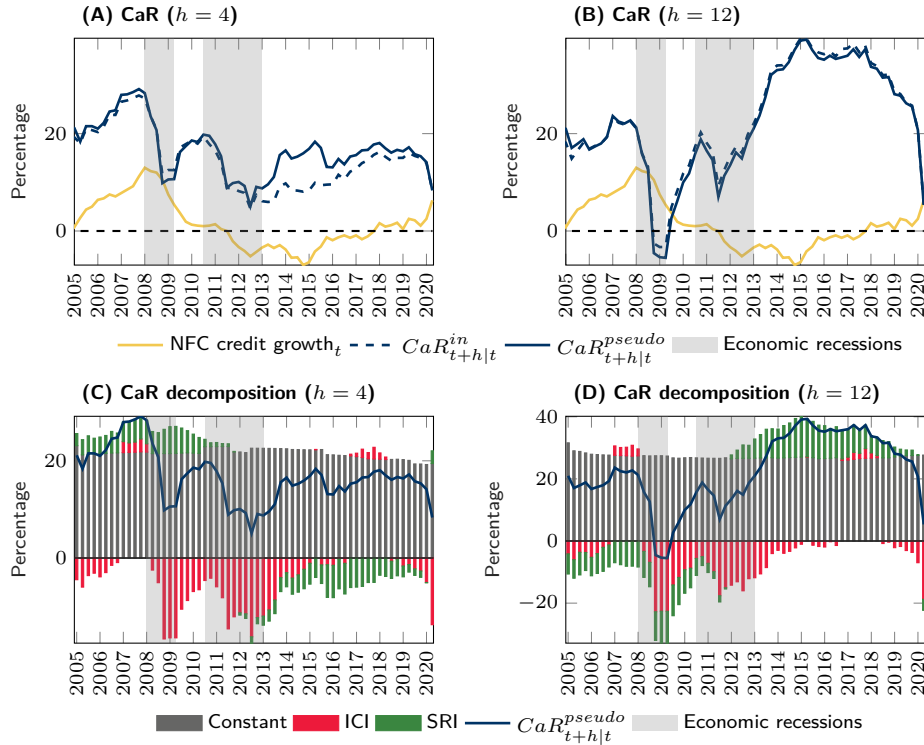 (A) CaR (h = 4)
Percentage
20
0
2005 2006 2007 2008 2009 2010 2011 2012 2013 2014 2015 2016 2017 2018 2019 2020
(B) CaR (h = 12)
Percentage
20
0
2005 2006 2007 2008 2009 2010 2011 2012 2013 2014 2015 2016 2017 2018 2019 2020
NFC credit growth_t CaR^{in}_{t+h|t} CaR^{pseudo}_{t+h|t} Economic recessions
(C) CaR decomposition (h = 4)
Percentage
20
0
2005 2006 2007 2008 2009 2010 2011 2012 2013 2014 2015 2016 2017 2018 2019 2020
(D) CaR decomposition (h = 12)
Percentage
40
20
0
−20
2005 2006 2007 2008 2009 2010 2011 2012 2013 2014 2015 2016 2017 2018 2019 2020
Constant ICI SRI CaR^{pseudo}_{t+h|t} Economic recessions